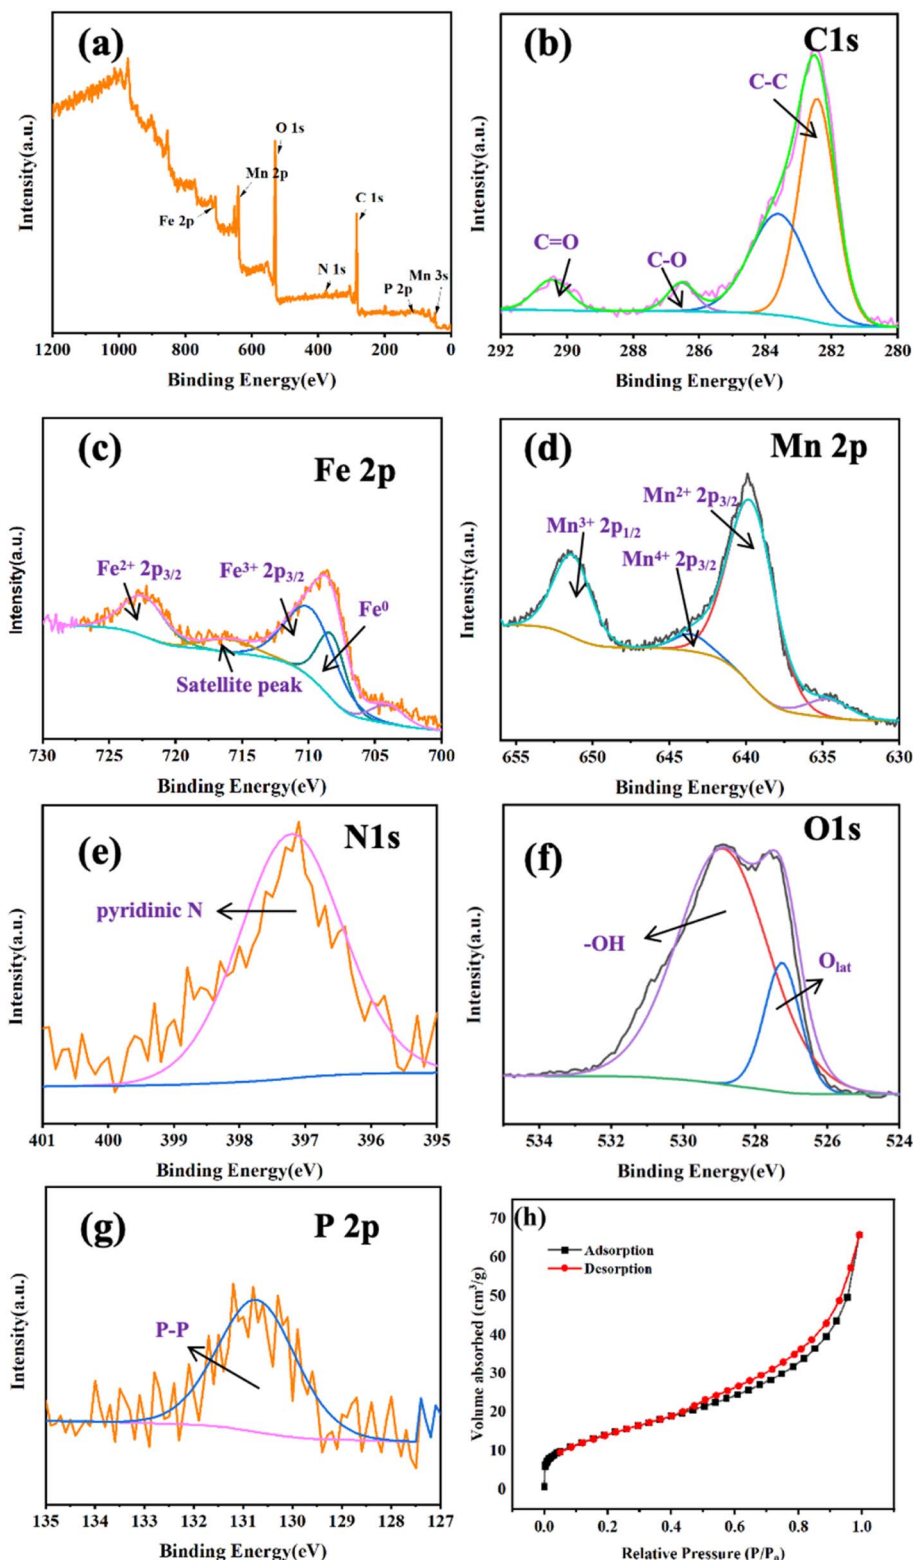 (a)
O 1s
Mn 2p
Fe 2p
C 1s
N 1s
Mn 3s
P 2p
Intensity(a.u.)
1200 1000 800 600 400 200 0
Binding Energy(eV)
(b)
C1s
C-C
C=O
C-O
Intensity(a.u.)
292 290 288 286 284 282 280
Binding Energy(eV)
(c)
Fe 2p
Fe²⁺ 2p₃/₂
Fe³⁺ 2p₃/₂
Fe⁰
Satellite peak
Intensity(a.u.)
730 725 720 715 710 705 700
Binding Energy(eV)
(d)
Mn 2p
Mn²⁺ 2p₃/₂
Mn³⁺ 2p₁/₂
Mn⁴⁺ 2p₃/₂
Intensity(a.u.)
655 650 645 640 635 630
Binding Energy(eV)
(e)
N1s
pyridinic N
Intensity(a.u.)
401 400 399 398 397 396 395
Binding Energy(eV)
(f)
O1s
-OH
Olat
Intensity(a.u.)
534 532 530 528 526 524
Binding Energy(eV)
(g)
P 2p
P-P
Intensity(a.u.)
135 134 133 132 131 130 129 128 127
Binding Energy(eV)
(h)
Adsorption
Desorption
Volume absorbed (cm³/g)
70
60
50
40
30
20
10
0
0.0 0.2 0.4 0.6 0.8 1.0
Relative Pressure (P/P₀)